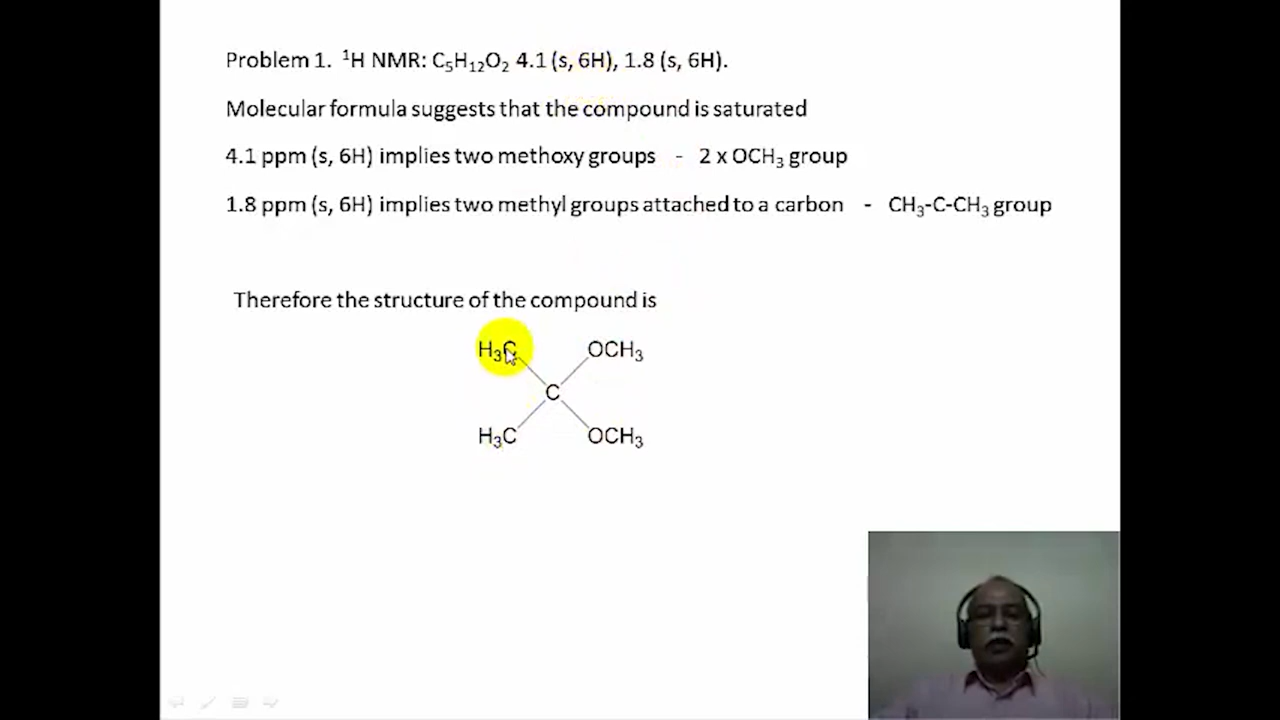 Problem 1. ¹H NMR: C₅H₁₂O₂ 4.1 (s, 6H), 1.8 (s, 6H).
Molecular formula suggests that the compound is saturated
4.1 ppm (s, 6H) implies two methoxy groups - 2 x OCH₃ group
1.8 ppm (s, 6H) implies two methyl groups attached to a carbon - CH₃-C-CH₃ group
Therefore the structure of the compound is
H₃C OCH₃
C
H₃C OCH₃